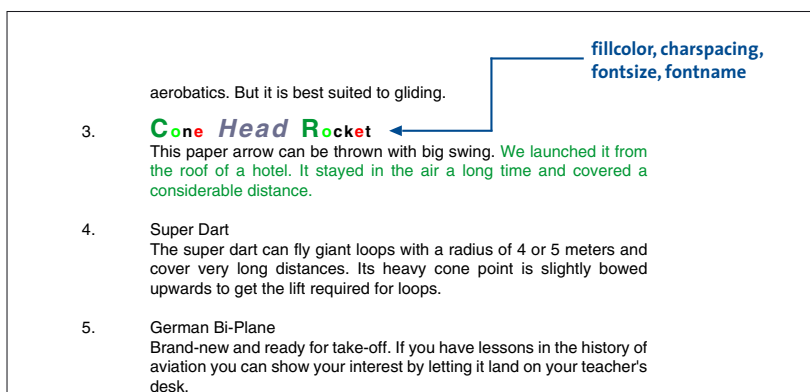 fillcolor, charspacing,
fontsize, fontname
aerobatics. But it is best suited to gliding.
3. Cone Head Rocket
This paper arrow can be thrown with big swing. We launched it from
the roof of a hotel. It stayed in the air a long time and covered a
considerable distance.
4. Super Dart
The super dart can fly giant loops with a radius of 4 or 5 meters and
cover very long distances. Its heavy cone point is slightly bowed
upwards to get the lift required for loops.
5. German Bi-Plane
Brand-new and ready for take-off. If you have lessons in the history of
aviation you can show your interest by letting it land on your teacher's
desk.